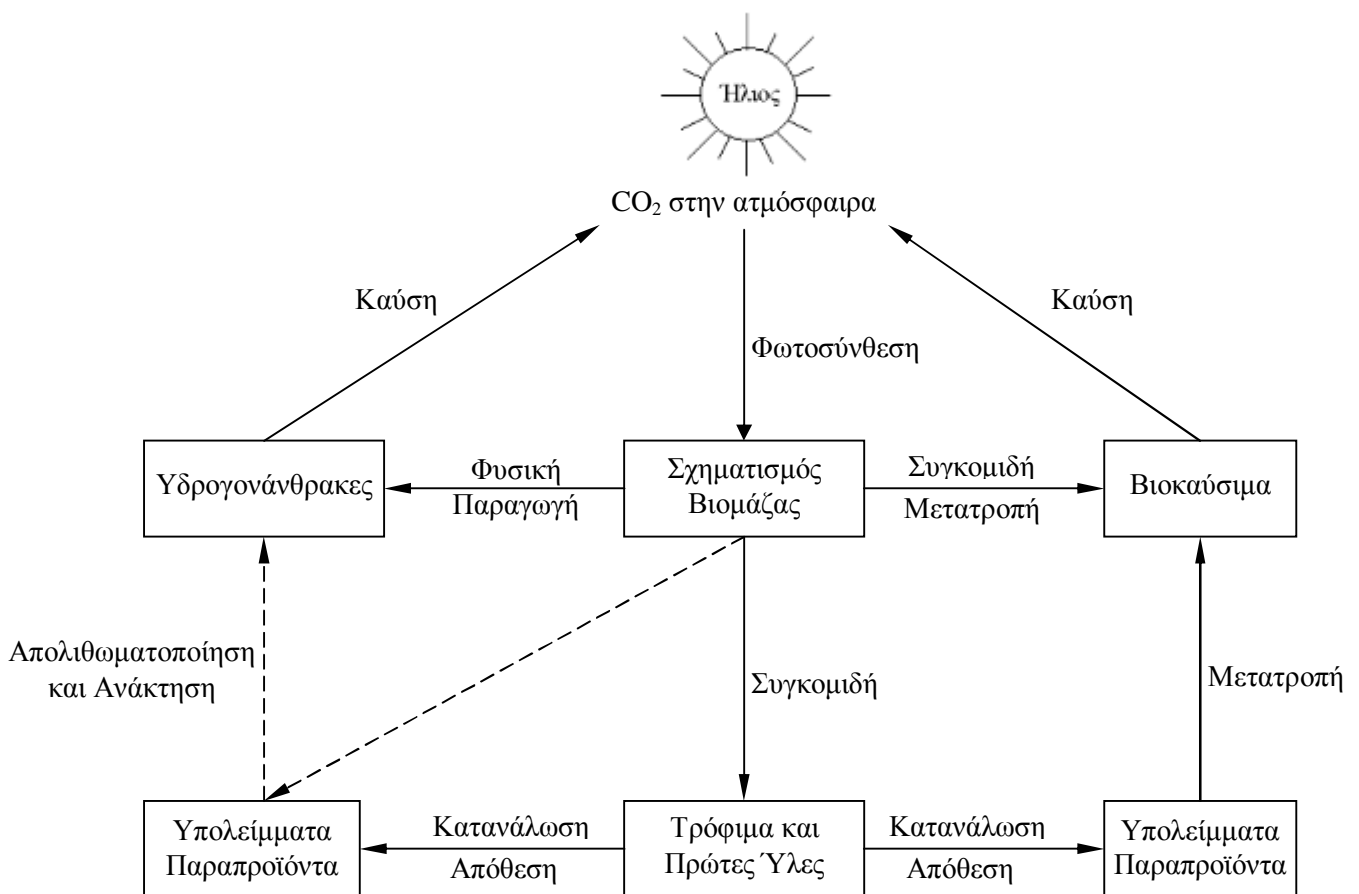 Ήλιος
CO₂ στην ατμόσφαιρα
Καύση
Καύση
Φωτοσύνθεση
Υδρογονάνθρακες
Φυσική
Παραγωγή
Σχηματισμός
Βιομάζας
Συγκομιδή
Μετατροπή
Βιοκαύσιμα
Απολιθωματοποίηση
και Ανάκτηση
Συγκομιδή
Μετατροπή
Υπολείμματα
Παραπροϊόντα
Κατανάλωση
Απόθεση
Τρόφιμα και
Πρώτες Ύλες
Κατανάλωση
Απόθεση
Υπολείμματα
Παραπροϊόντα